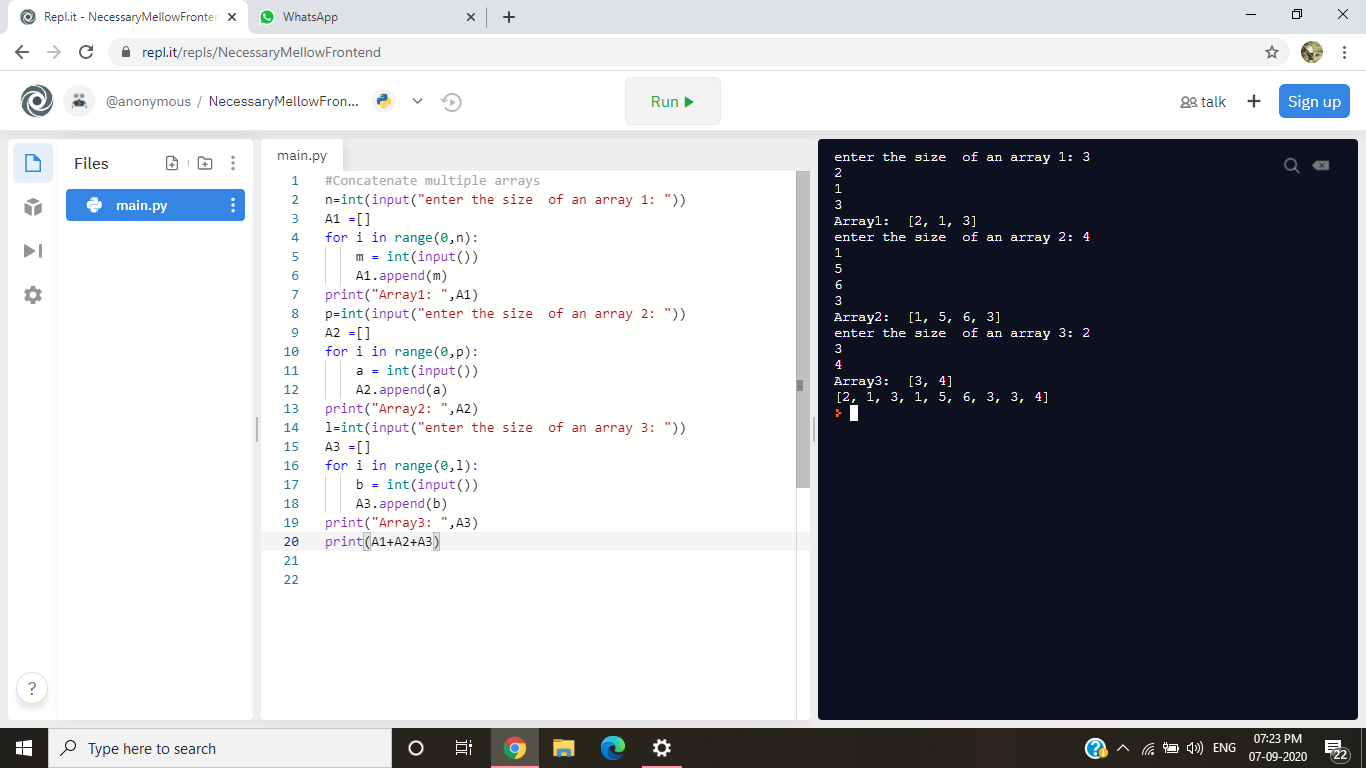 Repl.it - NecessaryMellowFronter
WhatsApp
repl.it/repls/NecessaryMellowFrontend
@anonymous / NecessaryMellowFron...
Run
talk
Sign up
Files
main.py
main.py
1 #Concatenate multiple arrays
2 n=int(input("enter the size  of an array 1: "))
3 A1 =[]
4 for i in range(0,n):
5     m = int(input())
6     A1.append(m)
7 print("Array1: ",A1)
8 p=int(input("enter the size  of an array 2: "))
9 A2 =[]
10 for i in range(0,p):
11     a = int(input())
12     A2.append(a)
13 print("Array2: ",A2)
14 l=int(input("enter the size  of an array 3: "))
15 A3 =[]
16 for i in range(0,l):
17     b = int(input())
18     A3.append(b)
19 print("Array3: ",A3)
20 print(A1+A2+A3)
21
22
enter the size  of an array 1: 3
2
1
3
Array1:  [2, 1, 3]
enter the size  of an array 2: 4
1
5
6
3
Array2:  [1, 5, 6, 3]
enter the size  of an array 3: 2
3
4
Array3:  [3, 4]
[2, 1, 3, 1, 5, 6, 3, 3, 4]
?
Type here to search
ENG
07:23 PM
07-09-2020
22